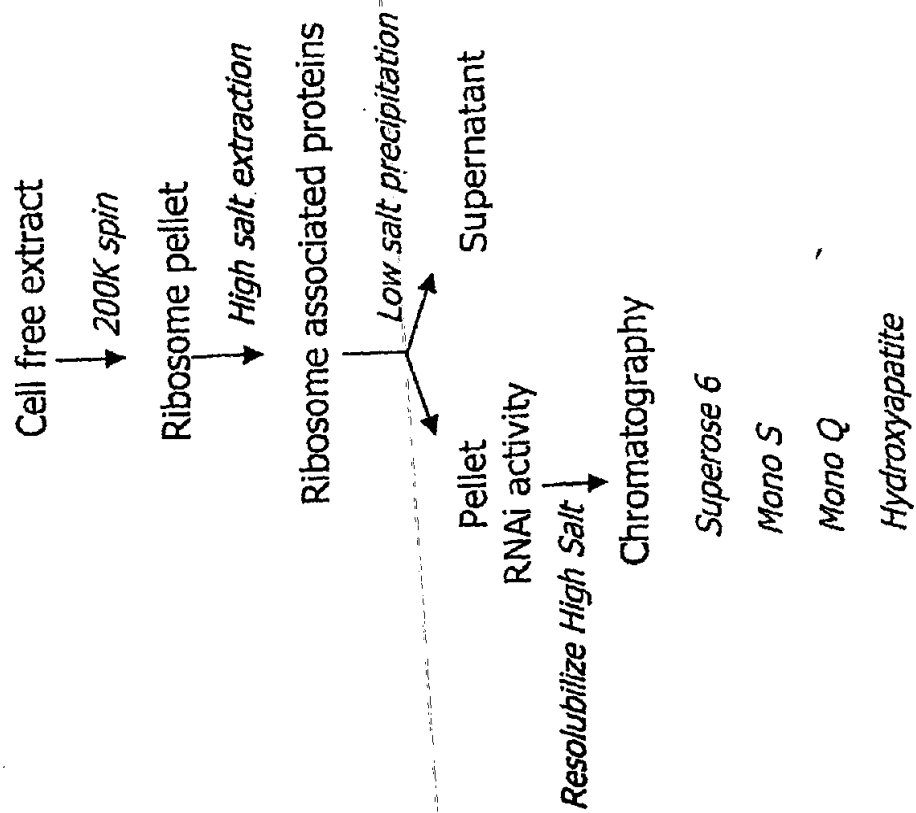 Cell free extract
200K spin
Ribosome pellet
High salt extraction
Ribosome associated proteins
Low salt precipitation
Pellet
RNAi activity
Supernatant
Resolubilize High Salt
Chromatography
Superose 6
Mono S
Mono Q
Hydroxyapatite